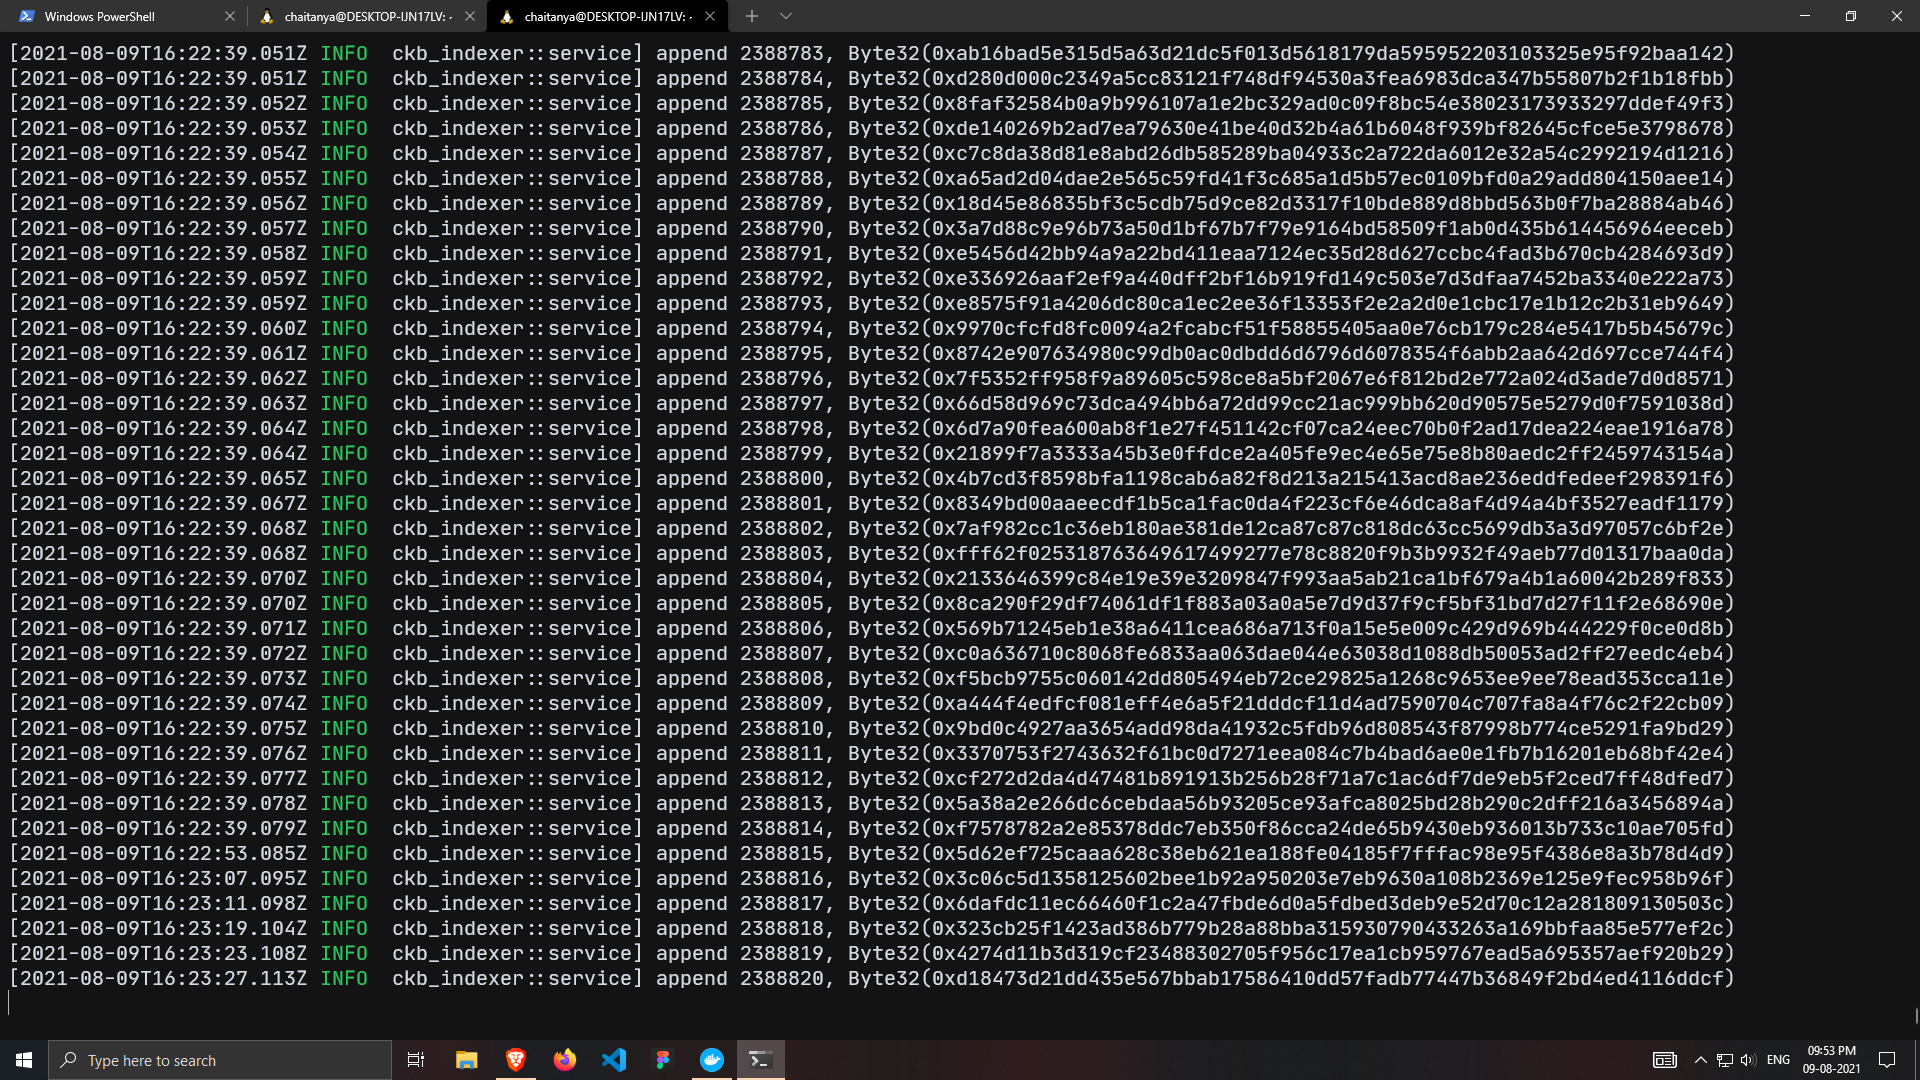 Windows PowerShell
chaitanya@DESKTOP-IJN17LV: -
chaitanya@DESKTOP-IJN17LV: -
[2021-08-09T16:22:39.051Z INFO  ckb_indexer::service] append 2388783, Byte32(0xab16bad5e315d5a63d21dc5f013d5618179da595952203103325e95f92baa142)
[2021-08-09T16:22:39.051Z INFO  ckb_indexer::service] append 2388784, Byte32(0xd280d000c2349a5cc83121f748df94530a3fea6983dca347b55807b2f1b18fbb)
[2021-08-09T16:22:39.052Z INFO  ckb_indexer::service] append 2388785, Byte32(0x8faf32584b0a9b996107a1e2bc329ad0c09f8bc54e38023173933297ddef49f3)
[2021-08-09T16:22:39.053Z INFO  ckb_indexer::service] append 2388786, Byte32(0xde140269b2ad7ea79630e41be40d32b4a61b6048f939bf82645cfce5e3798678)
[2021-08-09T16:22:39.054Z INFO  ckb_indexer::service] append 2388787, Byte32(0xc7c8da38d81e8abd26db585289ba04933c2a722da6012e32a54c2992194d1216)
[2021-08-09T16:22:39.055Z INFO  ckb_indexer::service] append 2388788, Byte32(0xa65ad2d04dae2e565c59fd41f3c685a1d5b57ec0109bfd0a29add804150aee14)
[2021-08-09T16:22:39.056Z INFO  ckb_indexer::service] append 2388789, Byte32(0x18d45e86835bf3c5cdb75d9ce82d3317f10bde889d8bbd563b0f7ba28884ab46)
[2021-08-09T16:22:39.057Z INFO  ckb_indexer::service] append 2388790, Byte32(0x3a7d88c9e96b73a50d1bf67b7f79e9164bd58509f1ab0d435b614456964eeceb)
[2021-08-09T16:22:39.058Z INFO  ckb_indexer::service] append 2388791, Byte32(0xe5456d42bb94a9a22bd411eaa7124ec35d28d627ccbc4fad3b670cb4284693d9)
[2021-08-09T16:22:39.059Z INFO  ckb_indexer::service] append 2388792, Byte32(0xe336926aaf2ef9a440dff2bf16b919fd149c503e7d3dfaa7452ba3340e222a73)
[2021-08-09T16:22:39.059Z INFO  ckb_indexer::service] append 2388793, Byte32(0xe8575f91a4206dc80ca1ec2ee36f13353f2e2a2d0e1cbc17e1b12c2b31eb9649)
[2021-08-09T16:22:39.060Z INFO  ckb_indexer::service] append 2388794, Byte32(0x9970cfcfd8fc0094a2fcabcf51f58855405aa0e76cb179c284e5417b5b45679c)
[2021-08-09T16:22:39.061Z INFO  ckb_indexer::service] append 2388795, Byte32(0x8742e907634980c99db0ac0dbdd6d6796d6078354f6abb2aa642d697cce744f4)
[2021-08-09T16:22:39.062Z INFO  ckb_indexer::service] append 2388796, Byte32(0x7f5352ff958f9a89605c598ce8a5bf2067e6f812bd2e772a024d3ade7d0d8571)
[2021-08-09T16:22:39.063Z INFO  ckb_indexer::service] append 2388797, Byte32(0x66d58d969c73dca494bb6a72dd99cc21ac999bb620d90575e5279d0f7591038d)
[2021-08-09T16:22:39.064Z INFO  ckb_indexer::service] append 2388798, Byte32(0x6d7a90fea600ab8f1e27f451142cf07ca24eec70b0f2ad17dea224eae1916a78)
[2021-08-09T16:22:39.064Z INFO  ckb_indexer::service] append 2388799, Byte32(0x21899f7a3333a45b3e0ffdce2a405fe9ec4e65e75e8b80aedc2ff2459743154a)
[2021-08-09T16:22:39.065Z INFO  ckb_indexer::service] append 2388800, Byte32(0x4b7cd3f8598bfa1198cab6a82f8d213a215413acd8ae236eddfedeef298391f6)
[2021-08-09T16:22:39.067Z INFO  ckb_indexer::service] append 2388801, Byte32(0x8349bd00aaeecdf1b5ca1fac0da4f223cf6e46dca8af4d94a4bf3527eadf1179)
[2021-08-09T16:22:39.068Z INFO  ckb_indexer::service] append 2388802, Byte32(0x7af982cc1c36eb180ae381de12ca87c87c818dc63cc5699db3a3d97057c6bf2e)
[2021-08-09T16:22:39.068Z INFO  ckb_indexer::service] append 2388803, Byte32(0xfff62f025318763649617499277e78c8820f9b3b9932f49aeb77d01317baa0da)
[2021-08-09T16:22:39.070Z INFO  ckb_indexer::service] append 2388804, Byte32(0x2133646399c84e19e39e3209847f993aa5ab21ca1bf679a4b1a60042b289f833)
[2021-08-09T16:22:39.070Z INFO  ckb_indexer::service] append 2388805, Byte32(0x8ca290f29df74061df1f883a03a0a5e7d9d37f9cf5bf31bd7d27f11f2e68690e)
[2021-08-09T16:22:39.071Z INFO  ckb_indexer::service] append 2388806, Byte32(0x569b71245eb1e38a6411cea686a713f0a15e5e009c429d969b444229f0ce0d8b)
[2021-08-09T16:22:39.072Z INFO  ckb_indexer::service] append 2388807, Byte32(0xc0a636710c8068fe6833aa063dae044e63038d1088db50053ad2ff27eedc4eb4)
[2021-08-09T16:22:39.073Z INFO  ckb_indexer::service] append 2388808, Byte32(0xf5bcb9755c060142dd805494eb72ce29825a1268c9653ee9ee78ead353cca11e)
[2021-08-09T16:22:39.074Z INFO  ckb_indexer::service] append 2388809, Byte32(0xa444f4edfcf081eff4e6a5f21dddcf11d4ad7590704c707fa8a4f76c2f22cb09)
[2021-08-09T16:22:39.075Z INFO  ckb_indexer::service] append 2388810, Byte32(0x9bd0c4927aa3654add98da41932c5fdb96d808543f87998b774ce5291fa9bd29)
[2021-08-09T16:22:39.076Z INFO  ckb_indexer::service] append 2388811, Byte32(0x3370753f2743632f61bc0d7271eea084c7b4bad6ae0e1fb7b16201eb68bf42e4)
[2021-08-09T16:22:39.077Z INFO  ckb_indexer::service] append 2388812, Byte32(0xcf272d2da4d47481b891913b256b28f71a7c1ac6df7de9eb5f2ced7ff48dfed7)
[2021-08-09T16:22:39.078Z INFO  ckb_indexer::service] append 2388813, Byte32(0x5a38a2e266dc6cebdaa56b93205ce93afca8025bd28b290c2dff216a3456894a)
[2021-08-09T16:22:39.079Z INFO  ckb_indexer::service] append 2388814, Byte32(0xf7578782a2e85378ddc7eb350f86cca24de65b9430eb936013b733c10ae705fd)
[2021-08-09T16:22:53.085Z INFO  ckb_indexer::service] append 2388815, Byte32(0x5d62ef725caaa628c38eb621ea188fe04185f7fffac98e95f4386e8a3b78d4d9)
[2021-08-09T16:23:07.095Z INFO  ckb_indexer::service] append 2388816, Byte32(0x3c06c5d1358125602bee1b92a950203e7eb9630a108b2369e125e9fec958b96f)
[2021-08-09T16:23:11.098Z INFO  ckb_indexer::service] append 2388817, Byte32(0x6dafdc11ec66460f1c2a47fbde6d0a5fdbed3deb9e52d70c12a281809130503c)
[2021-08-09T16:23:19.104Z INFO  ckb_indexer::service] append 2388818, Byte32(0x323cb25f1423ad386b779b28a88bba315930790433263a169bbfaa85e577ef2c)
[2021-08-09T16:23:23.108Z INFO  ckb_indexer::service] append 2388819, Byte32(0x4274d11b3d319cf23488302705f956c17ea1cb959767ead5a695357aef920b29)
[2021-08-09T16:23:27.113Z INFO  ckb_indexer::service] append 2388820, Byte32(0xd18473d21dd435e567bbab17586410dd57fadb77447b36849f2bd4ed4116ddcf)
Type here to search
ENG
09:53 PM
09-08-2021